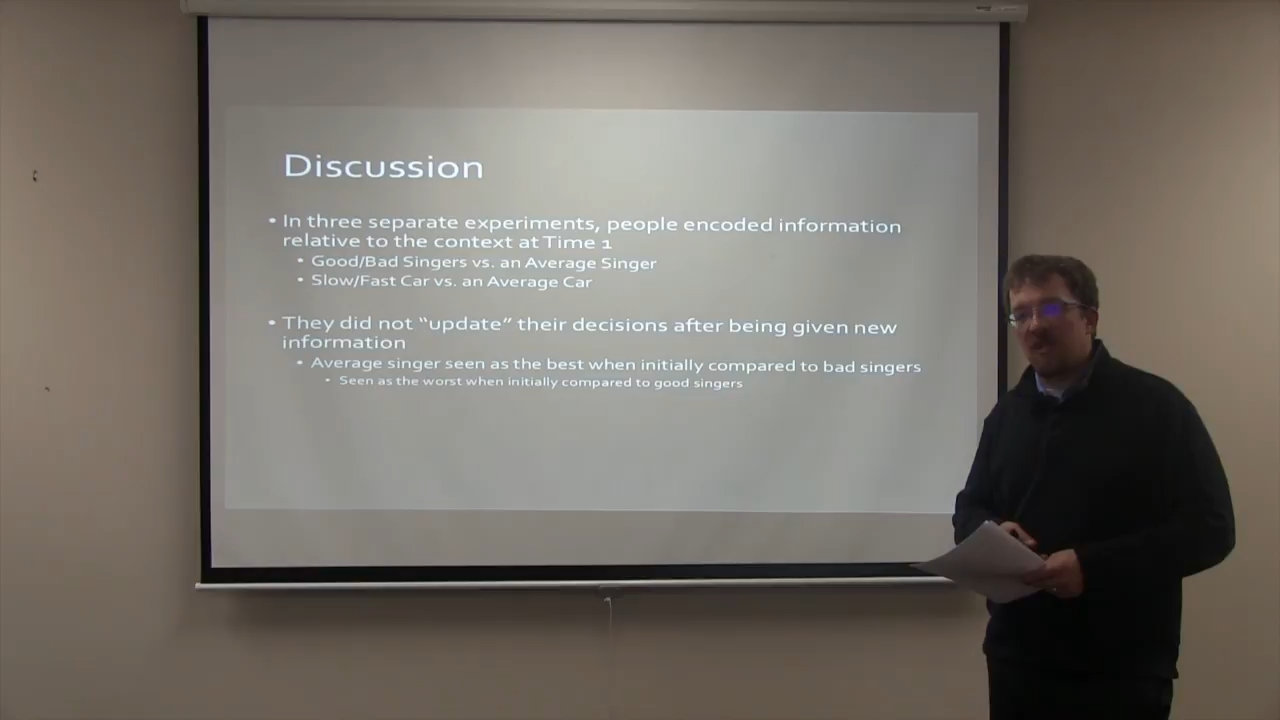 Discussion
• In three separate experiments, people encoded information
relative to the context at Time 1
• Good/Bad Singers vs. an Average Singer
• Slow/Fast Car vs. an Average Car
• They did not “update” their decisions after being given new
information
• Average singer seen as the best when initially compared to bad singers
• Seen as the worst when initially compared to good singers